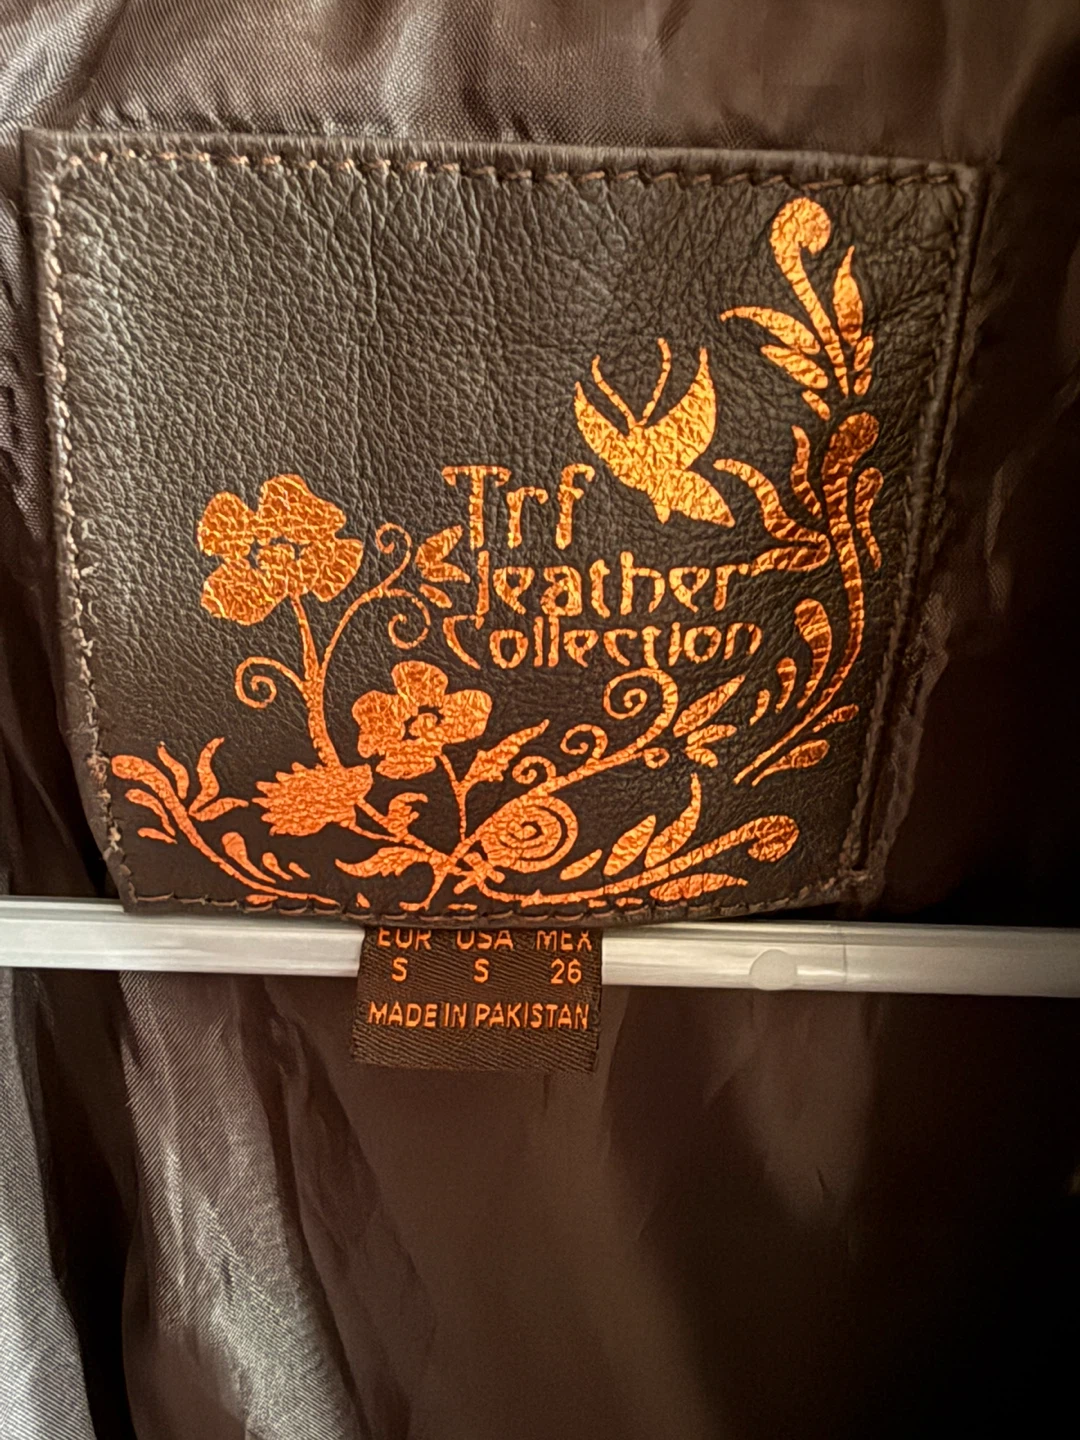 Trf
leather
Collection
EUR USA MEX
S S 26
MADE IN PAKISTAN